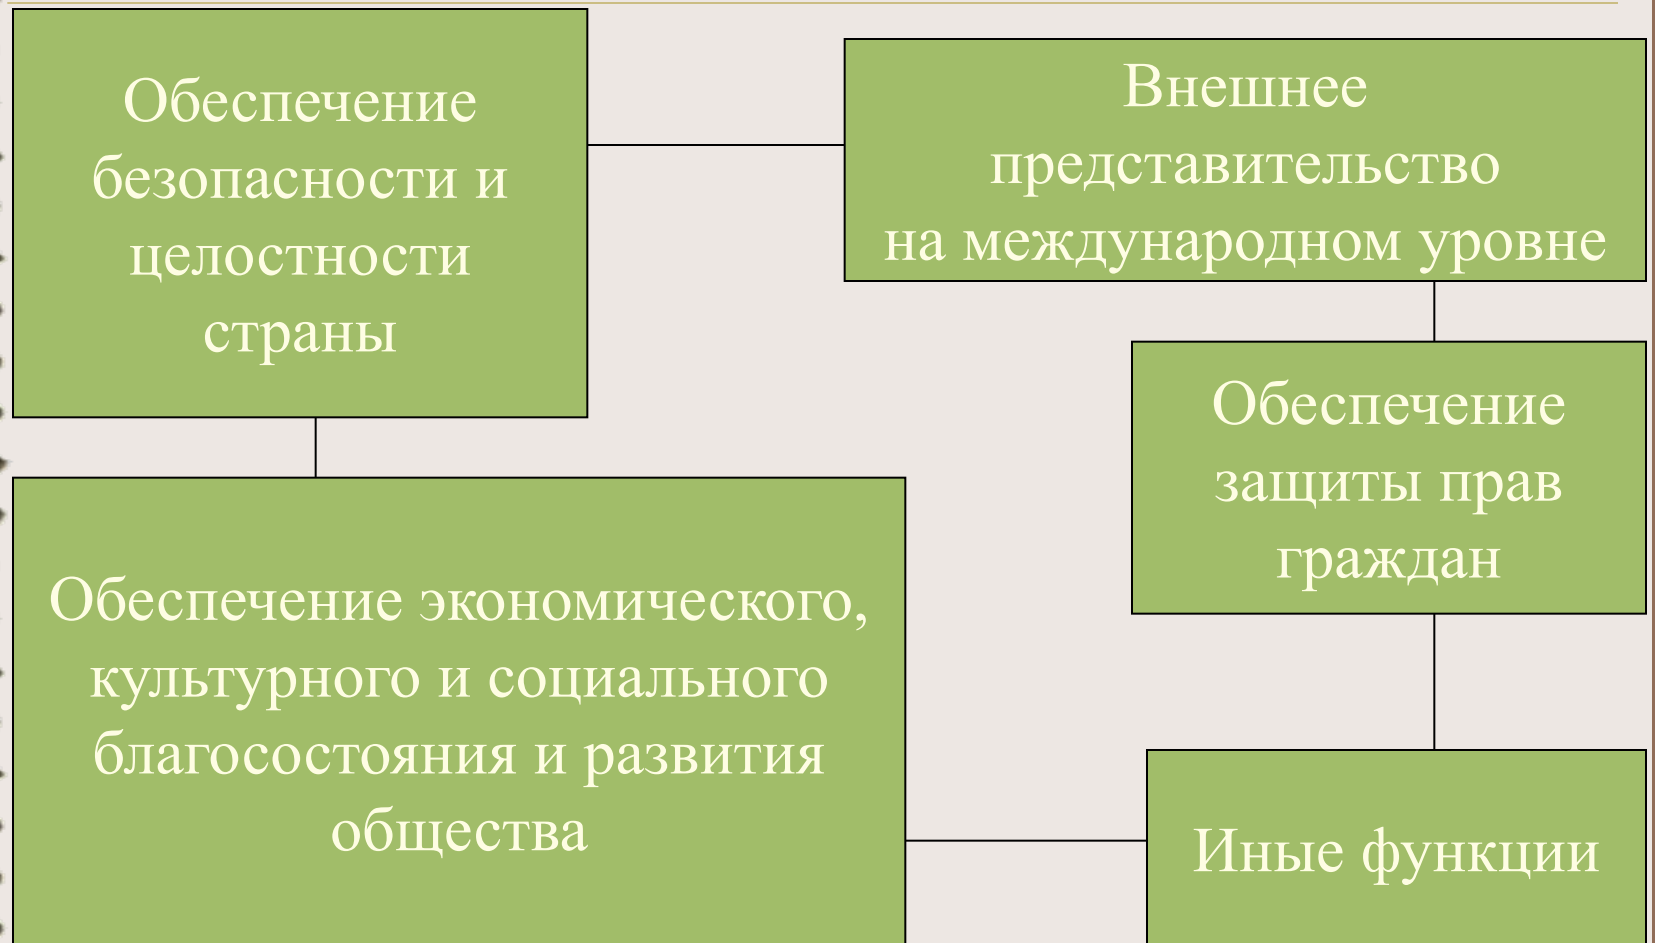 Обеспечение
безопасности и
целостности
страны
Внешнее
представительство
на международном уровне
Обеспечение
защиты прав
граждан
Обеспечение экономического,
культурного и социального
благосостояния и развития
общества
Иные функции